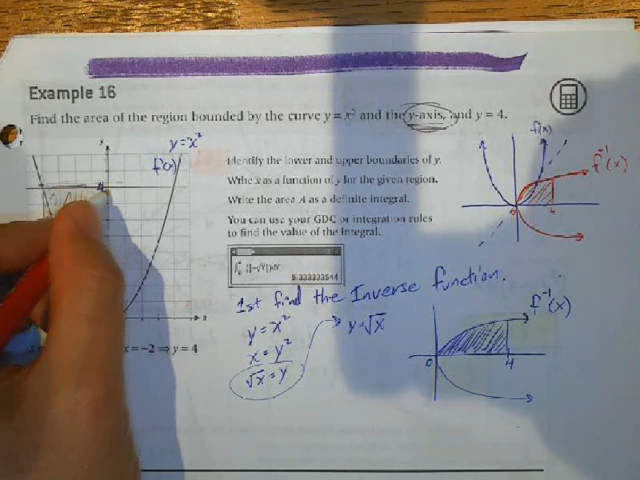 Example 16
Find the area of the region bounded by the curve y = x² and the y-axis, and y = 4.
y = x²
f(x)
y
4
x
Identify the lower and upper boundaries of y.
Write x as a function of y for the given region.
Write the area A as a definite integral.
You can use your GDC or integration rules
to find the value of the integral.
5.333333344
f(x)
f⁻¹(x)
0
4
1st find the Inverse function.
y = x²
x = y²
√x = y
y = √x
f⁻¹(x)
0
4
x = −2 ⇒ y = 4